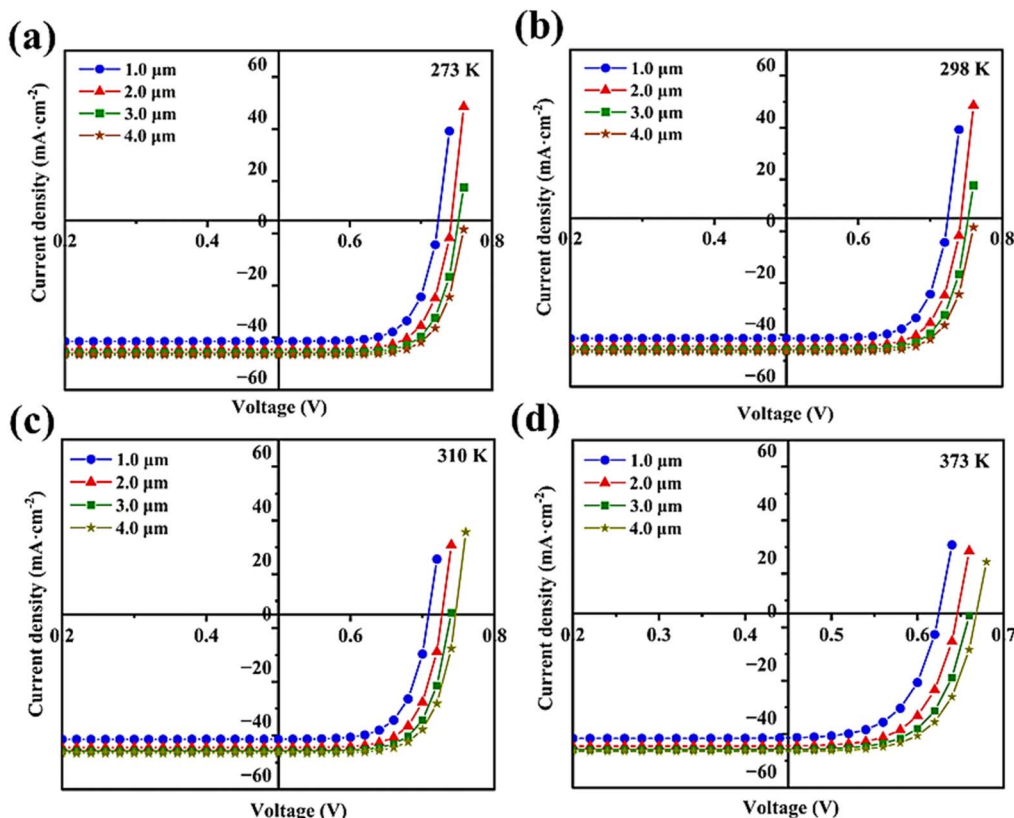 (a)
273 K
1.0 μm
2.0 μm
3.0 μm
4.0 μm
60
40
20
0
−20
−40
−60
0.2
0.4
0.6
0.8
Current density (mA·cm⁻²)
Voltage (V)
(b)
298 K
1.0 μm
2.0 μm
3.0 μm
4.0 μm
60
40
20
0
−20
−40
−60
0.2
0.4
0.6
0.8
Current density (mA·cm⁻²)
Voltage (V)
(c)
310 K
1.0 μm
2.0 μm
3.0 μm
4.0 μm
60
40
20
0
−20
−40
−60
0.2
0.4
0.6
0.8
Current density (mA·cm⁻²)
Voltage (V)
(d)
373 K
1.0 μm
2.0 μm
3.0 μm
4.0 μm
60
40
20
0
−20
−40
−60
0.2
0.3
0.4
0.5
0.6
0.7
Current density (mA·cm⁻²)
Voltage (V)